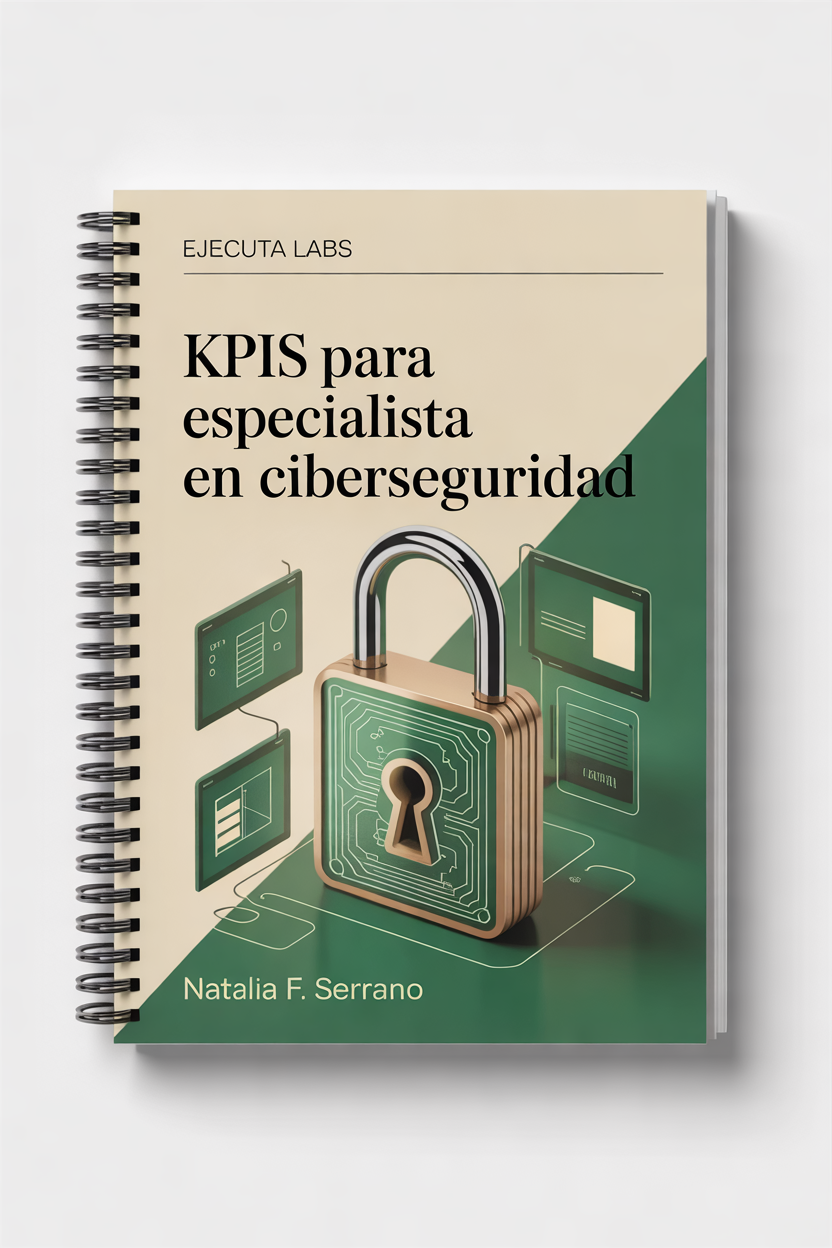 EJECUTA LABS
KPIS para
especialista
en ciberseguridad
Natalia F. Serrano